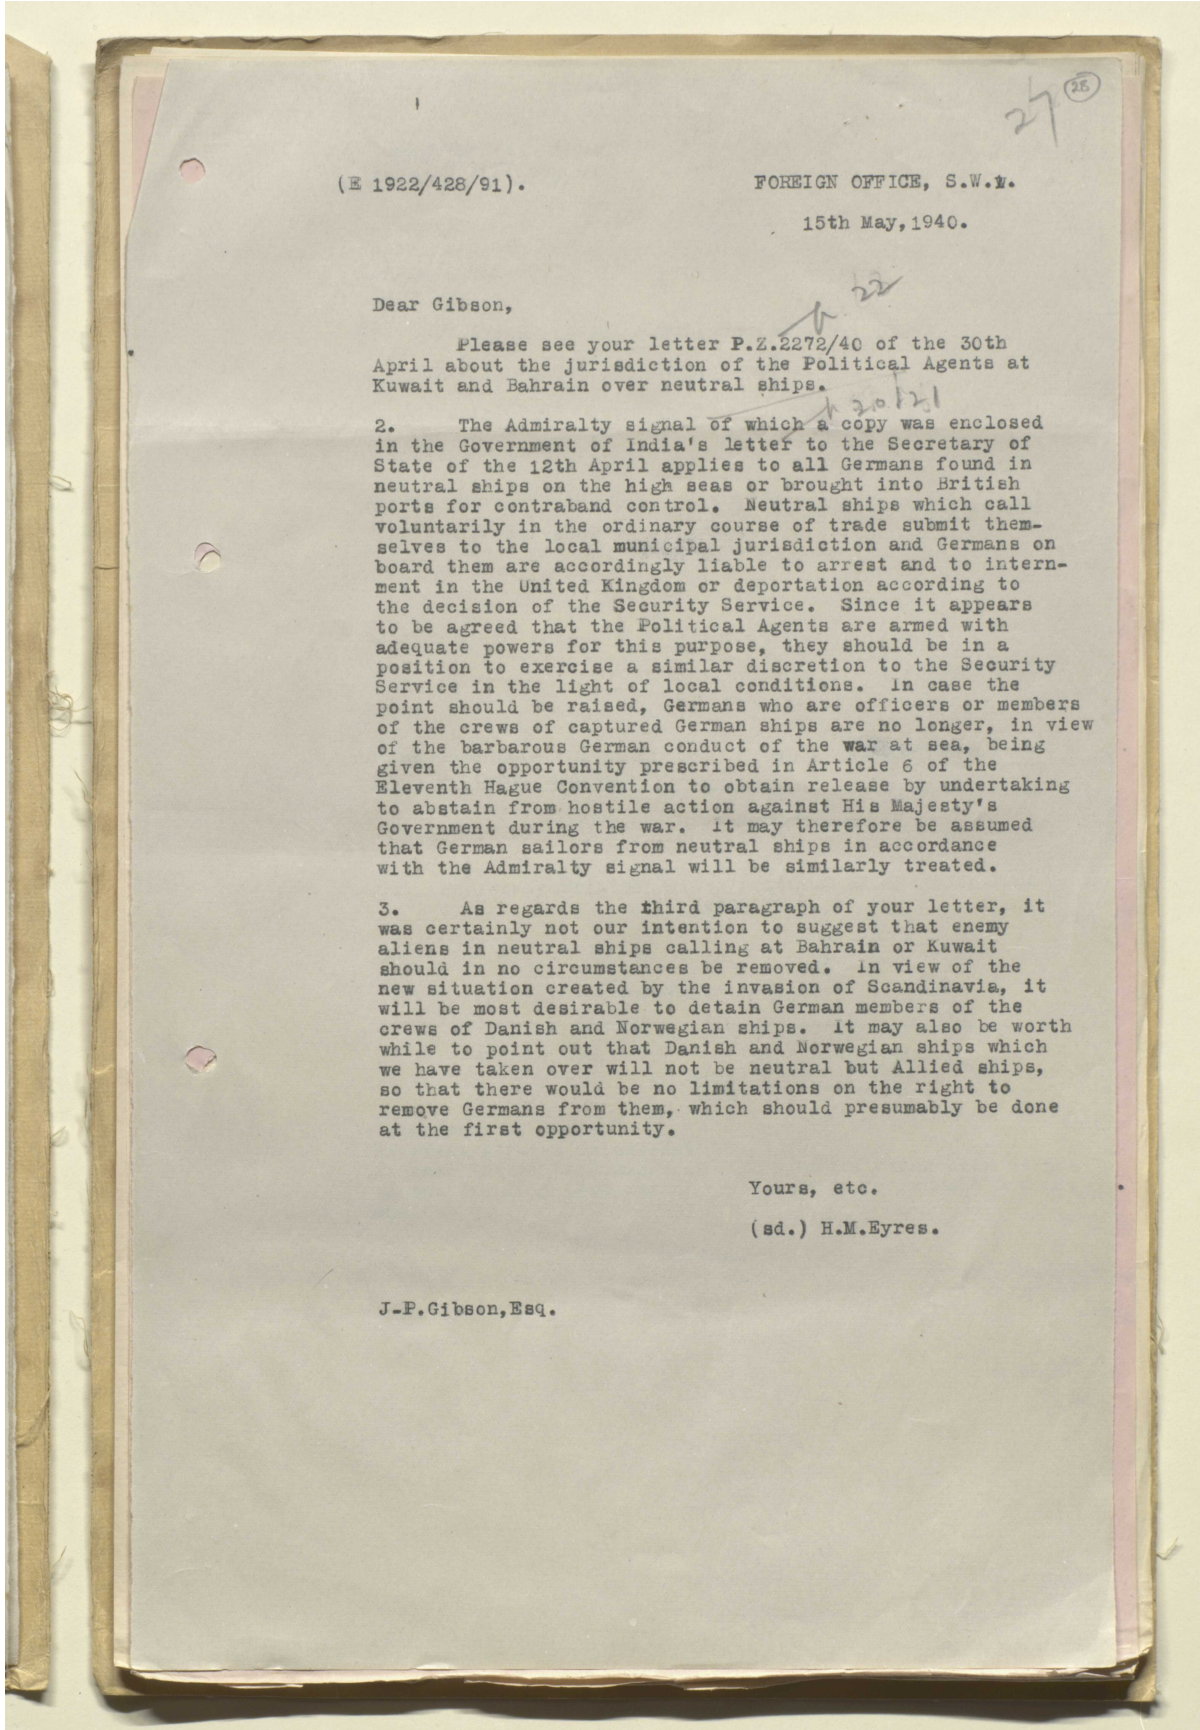 27
28
(E 1922/428/91).
FOREIGN OFFICE, S.W.1.
15th May, 1940.
Dear Gibson,
p. 22
Please see your letter P.Z.2272/40 of the 30th
April about the jurisdiction of the Political Agents at
Kuwait and Bahrain over neutral ships.
p 20/21
2. The Admiralty signal of which a copy was enclosed
in the Government of India's letter to the Secretary of
State of the 12th April applies to all Germans found in
neutral ships on the high seas or brought into British
ports for contraband control. Neutral ships which call
voluntarily in the ordinary course of trade submit them-
selves to the local municipal jurisdiction and Germans on
board them are accordingly liable to arrest and to intern-
ment in the United Kingdom or deportation according to
the decision of the Security Service. Since it appears
to be agreed that the Political Agents are armed with
adequate powers for this purpose, they should be in a
position to exercise a similar discretion to the Security
Service in the light of local conditions. In case the
point should be raised, Germans who are officers or members
of the crews of captured German ships are no longer, in view
of the barbarous German conduct of the war at sea, being
given the opportunity prescribed in Article 6 of the
Eleventh Hague Convention to obtain release by undertaking
to abstain from hostile action against His Majesty's
Government during the war. It may therefore be assumed
that German sailors from neutral ships in accordance
with the Admiralty signal will be similarly treated.
3. As regards the third paragraph of your letter, it
was certainly not our intention to suggest that enemy
aliens in neutral ships calling at Bahrain or Kuwait
should in no circumstances be removed. In view of the
new situation created by the invasion of Scandinavia, it
will be most desirable to detain German members of the
crews of Danish and Norwegian ships. It may also be worth
while to point out that Danish and Norwegian ships which
we have taken over will not be neutral but Allied ships,
so that there would be no limitations on the right to
remove Germans from them, which should presumably be done
at the first opportunity.
Yours, etc.
(sd.) H.M.Eyres.
J-P.Gibson,Esq.